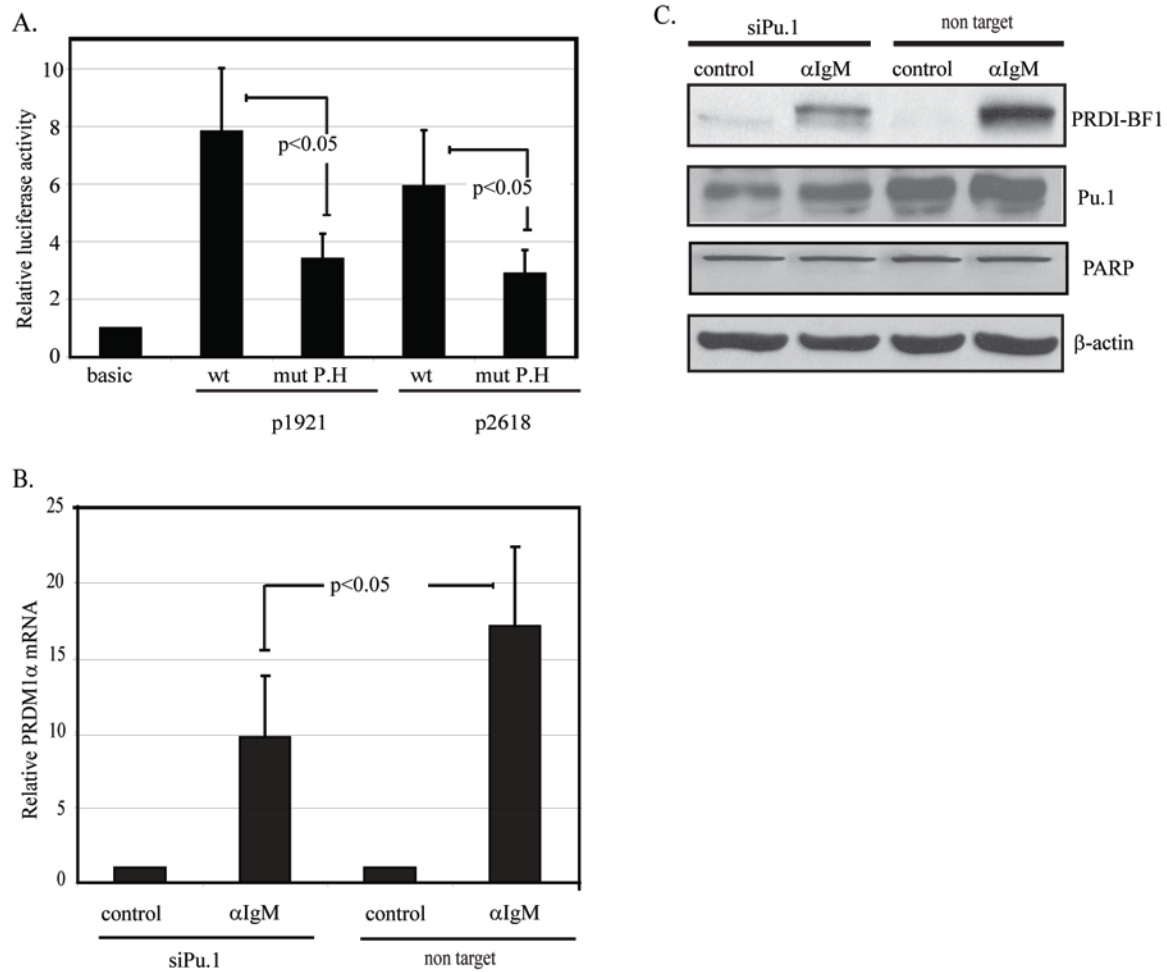 A.
Relative luciferase activity
10
8
6
4
2
0
p<0.05
p<0.05
basic
wt
mut P.H
wt
mut P.H
p1921
p2618
B.
Relative PRDM1α mRNA
25
20
15
10
5
0
p<0.05
control
αIgM
control
αIgM
siPu.1
non target
C.
siPu.1
non target
control
αIgM
control
αIgM
PRDI-BF1
Pu.1
PARP
β-actin